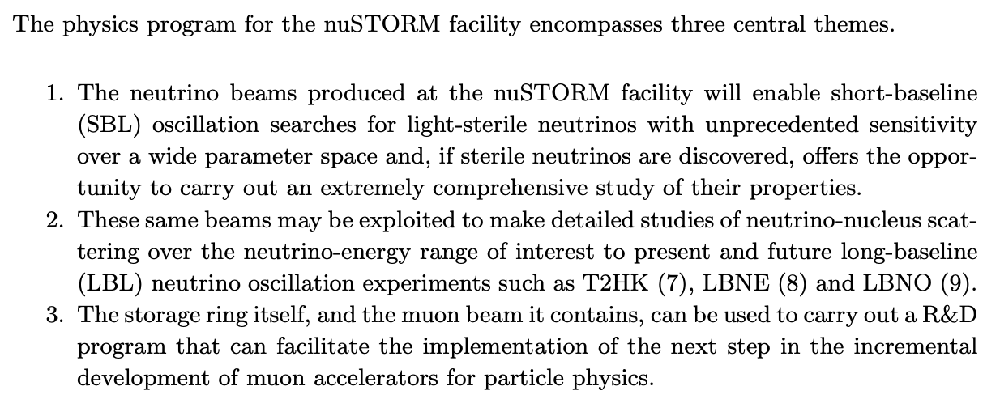 The physics program for the nuSTORM facility encompasses three central themes.
1. The neutrino beams produced at the nuSTORM facility will enable short-baseline
(SBL) oscillation searches for light-sterile neutrinos with unprecedented sensitivity
over a wide parameter space and, if sterile neutrinos are discovered, offers the oppor-
tunity to carry out an extremely comprehensive study of their properties.
2. These same beams may be exploited to make detailed studies of neutrino-nucleus scat-
tering over the neutrino-energy range of interest to present and future long-baseline
(LBL) neutrino oscillation experiments such as T2HK (7), LBNE (8) and LBNO (9).
3. The storage ring itself, and the muon beam it contains, can be used to carry out a R&D
program that can facilitate the implementation of the next step in the incremental
development of muon accelerators for particle physics.